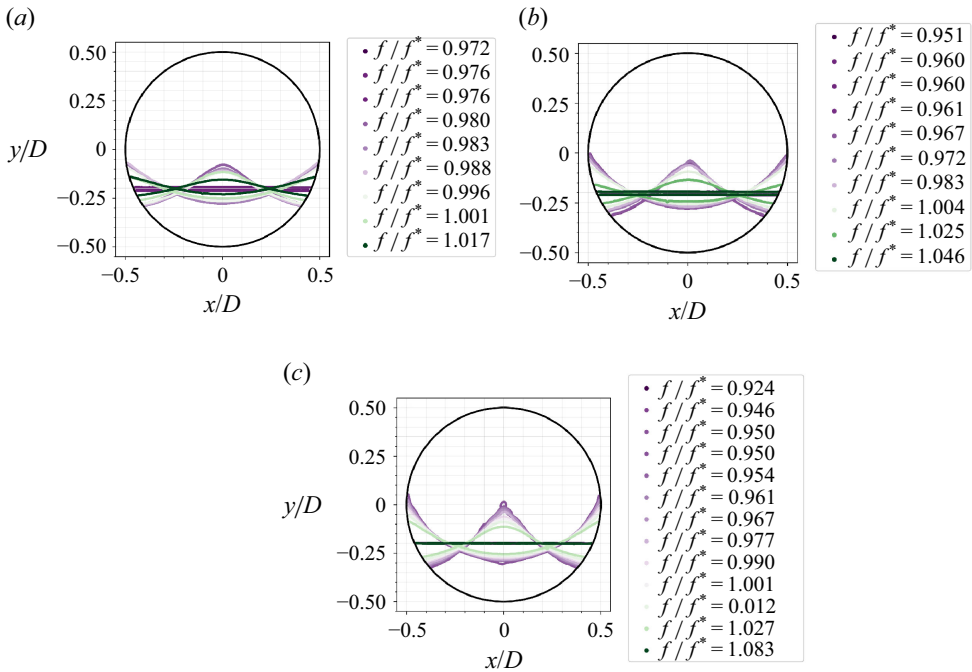 (a)
0.50
0.25
0
−0.25
−0.50
y/D
−0.5
0
0.5
x/D
f/f* = 0.972
f/f* = 0.976
f/f* = 0.976
f/f* = 0.980
f/f* = 0.983
f/f* = 0.988
f/f* = 0.996
f/f* = 1.001
f/f* = 1.017
(b)
0.50
0.25
0
−0.25
−0.50
−0.5
0
0.5
x/D
f/f* = 0.951
f/f* = 0.960
f/f* = 0.960
f/f* = 0.961
f/f* = 0.967
f/f* = 0.972
f/f* = 0.983
f/f* = 1.004
f/f* = 1.025
f/f* = 1.046
(c)
0.50
0.25
0
−0.25
−0.50
y/D
−0.5
0
0.5
x/D
f/f* = 0.924
f/f* = 0.946
f/f* = 0.950
f/f* = 0.950
f/f* = 0.954
f/f* = 0.961
f/f* = 0.967
f/f* = 0.977
f/f* = 0.990
f/f* = 1.001
f/f* = 0.012
f/f* = 1.027
f/f* = 1.083